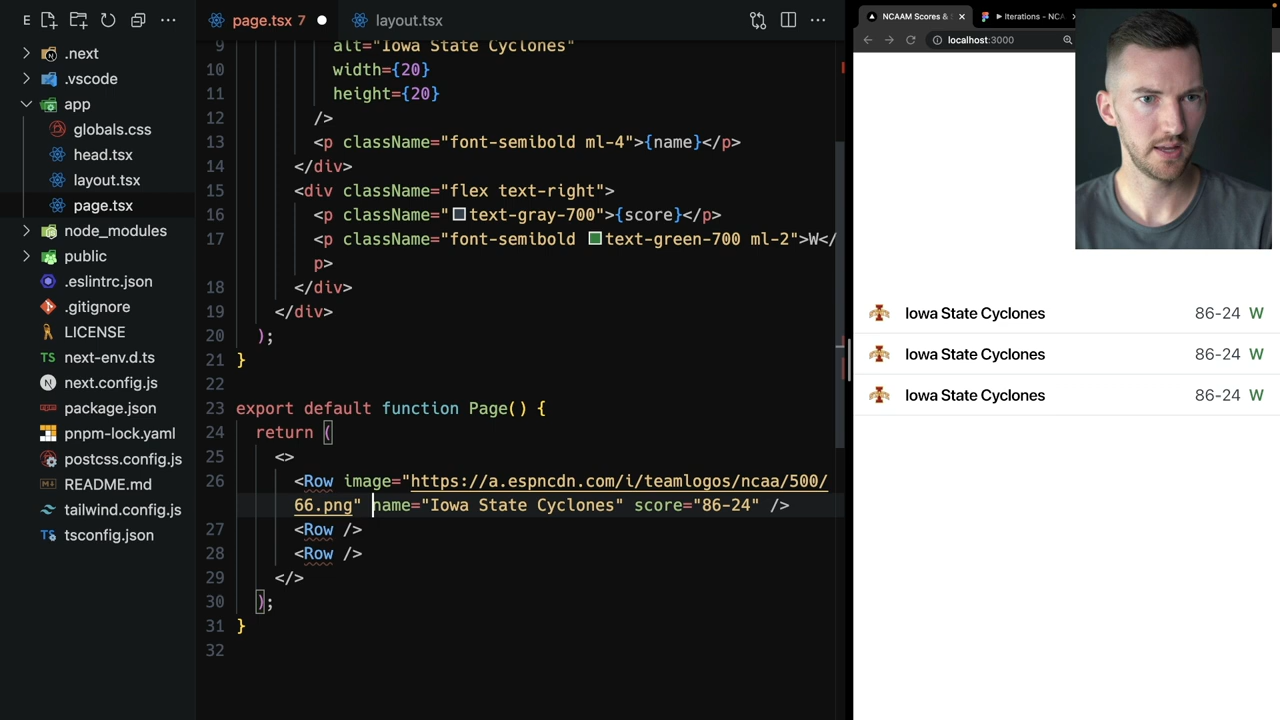 E
page.tsx 7
layout.tsx
NCAAM Scores &
Iterations - NCA
localhost:3000
.next
.vscode
app
globals.css
head.tsx
layout.tsx
page.tsx
node_modules
public
.eslintrc.json
.gitignore
LICENSE
TS next-env.d.ts
next.config.js
package.json
pnpm-lock.yaml
postcss.config.js
README.md
tailwind.config.js
TS tsconfig.json
9 alt="Iowa State Cyclones"
10 width={20}
11 height={20}
12 />
13 <p className="font-semibold ml-4">{name}</p>
14 </div>
15 <div className="flex text-right">
16 <p className="text-gray-700">{score}</p>
17 <p className="font-semibold text-green-700 ml-2">W</
p>
18 </div>
19 </div>
20 );
21 }
22
23 export default function Page() {
24 return (
25 <>
26 <Row image="https://a.espncdn.com/i/teamlogos/ncaa/500/
66.png" name="Iowa State Cyclones" score="86-24" />
27 <Row />
28 <Row />
29 </>
30 );
31 }
32
Iowa State Cyclones 86-24 W
Iowa State Cyclones 86-24 W
Iowa State Cyclones 86-24 W